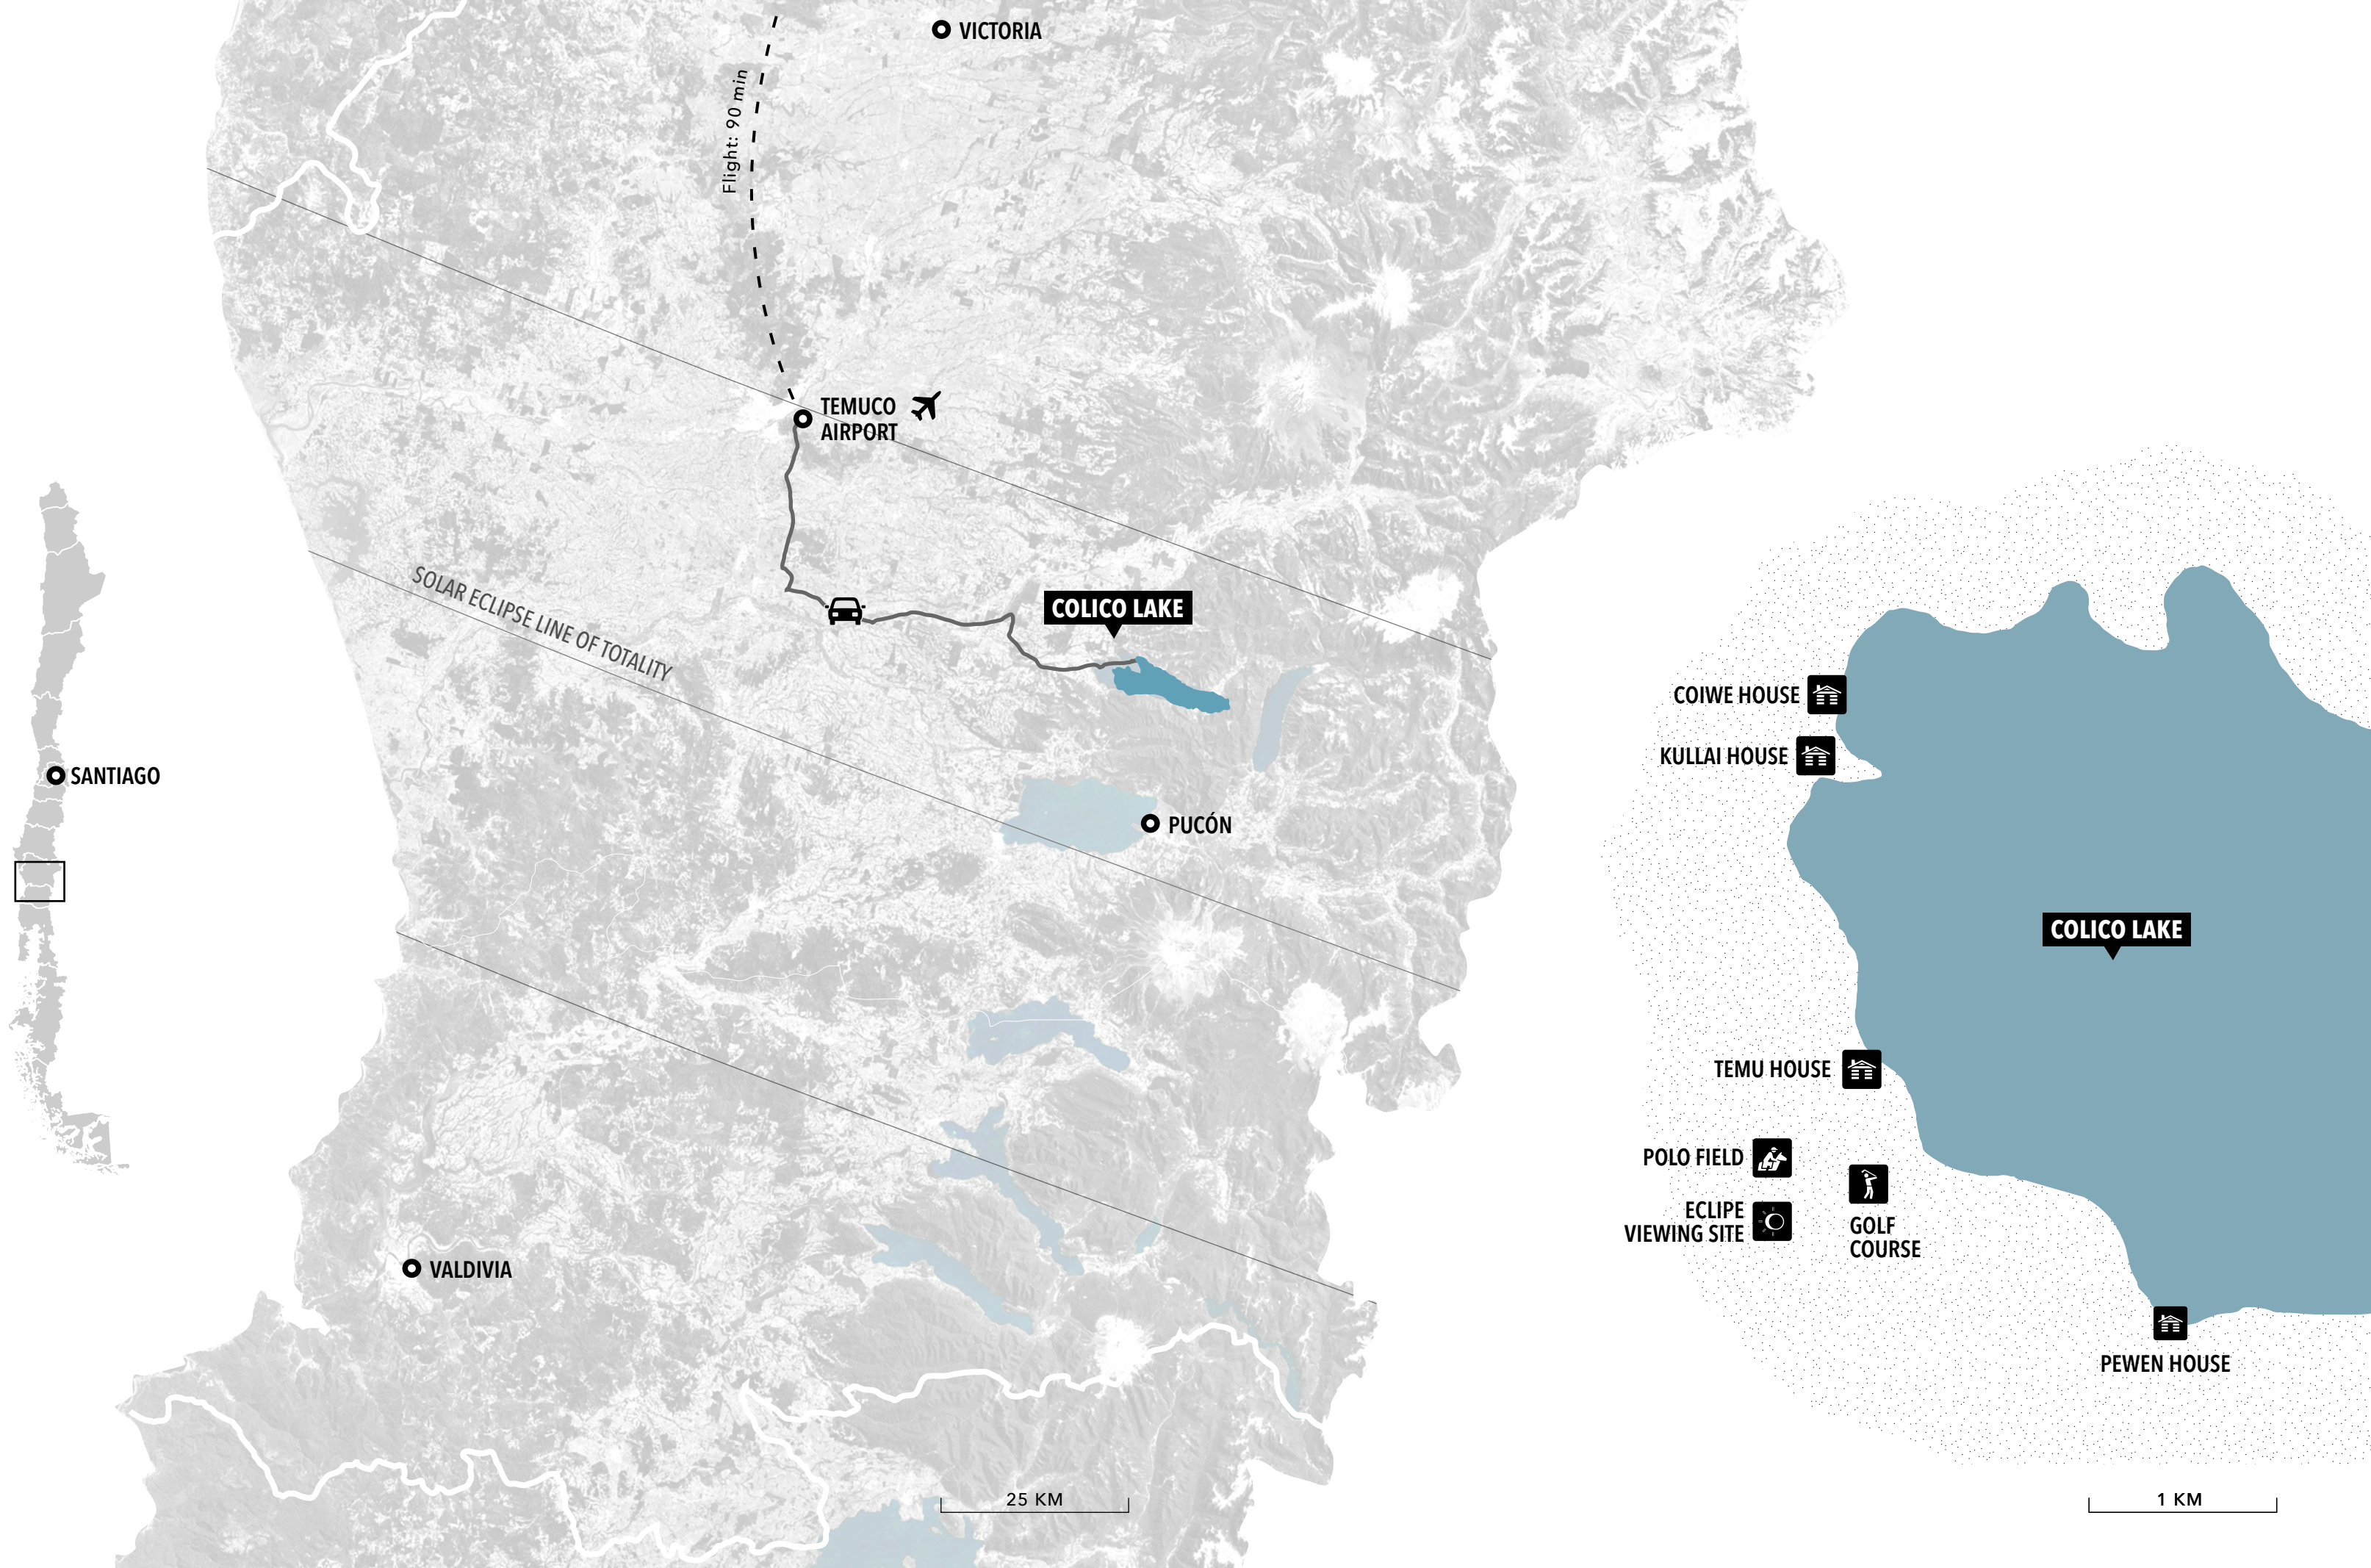 VICTORIA
Flight: 90 min
TEMUCO
AIRPORT
SOLAR ECLIPSE LINE OF TOTALITY
COLICO LAKE
SANTIAGO
PUCÓN
VALDIVIA
25 KM
COIWE HOUSE
KULLAI HOUSE
COLICO LAKE
TEMU HOUSE
POLO FIELD
ECLIPE
VIEWING SITE
GOLF
COURSE
PEWEN HOUSE
1 KM